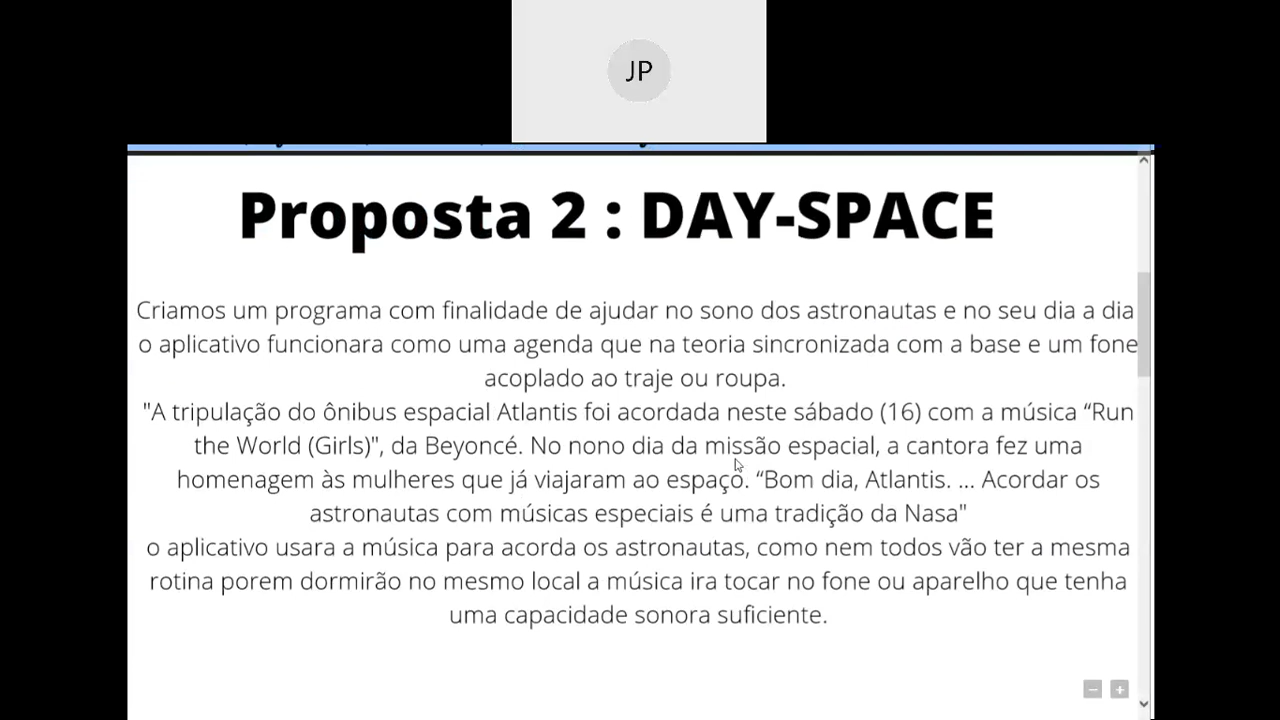 JP
Proposta 2 : DAY-SPACE
Criamos um programa com finalidade de ajudar no sono dos astronautas e no seu dia a dia
o aplicativo funcionara como uma agenda que na teoria sincronizada com a base e um fone
acoplado ao traje ou roupa.
"A tripulação do ônibus espacial Atlantis foi acordada neste sábado (16) com a música “Run
the World (Girls)", da Beyoncé. No nono dia da missão espacial, a cantora fez uma
homenagem às mulheres que já viajaram ao espaço. “Bom dia, Atlantis. ... Acordar os
astronautas com músicas especiais é uma tradição da Nasa"
o aplicativo usara a música para acorda os astronautas, como nem todos vão ter a mesma
rotina porem dormirão no mesmo local a música ira tocar no fone ou aparelho que tenha
uma capacidade sonora suficiente.